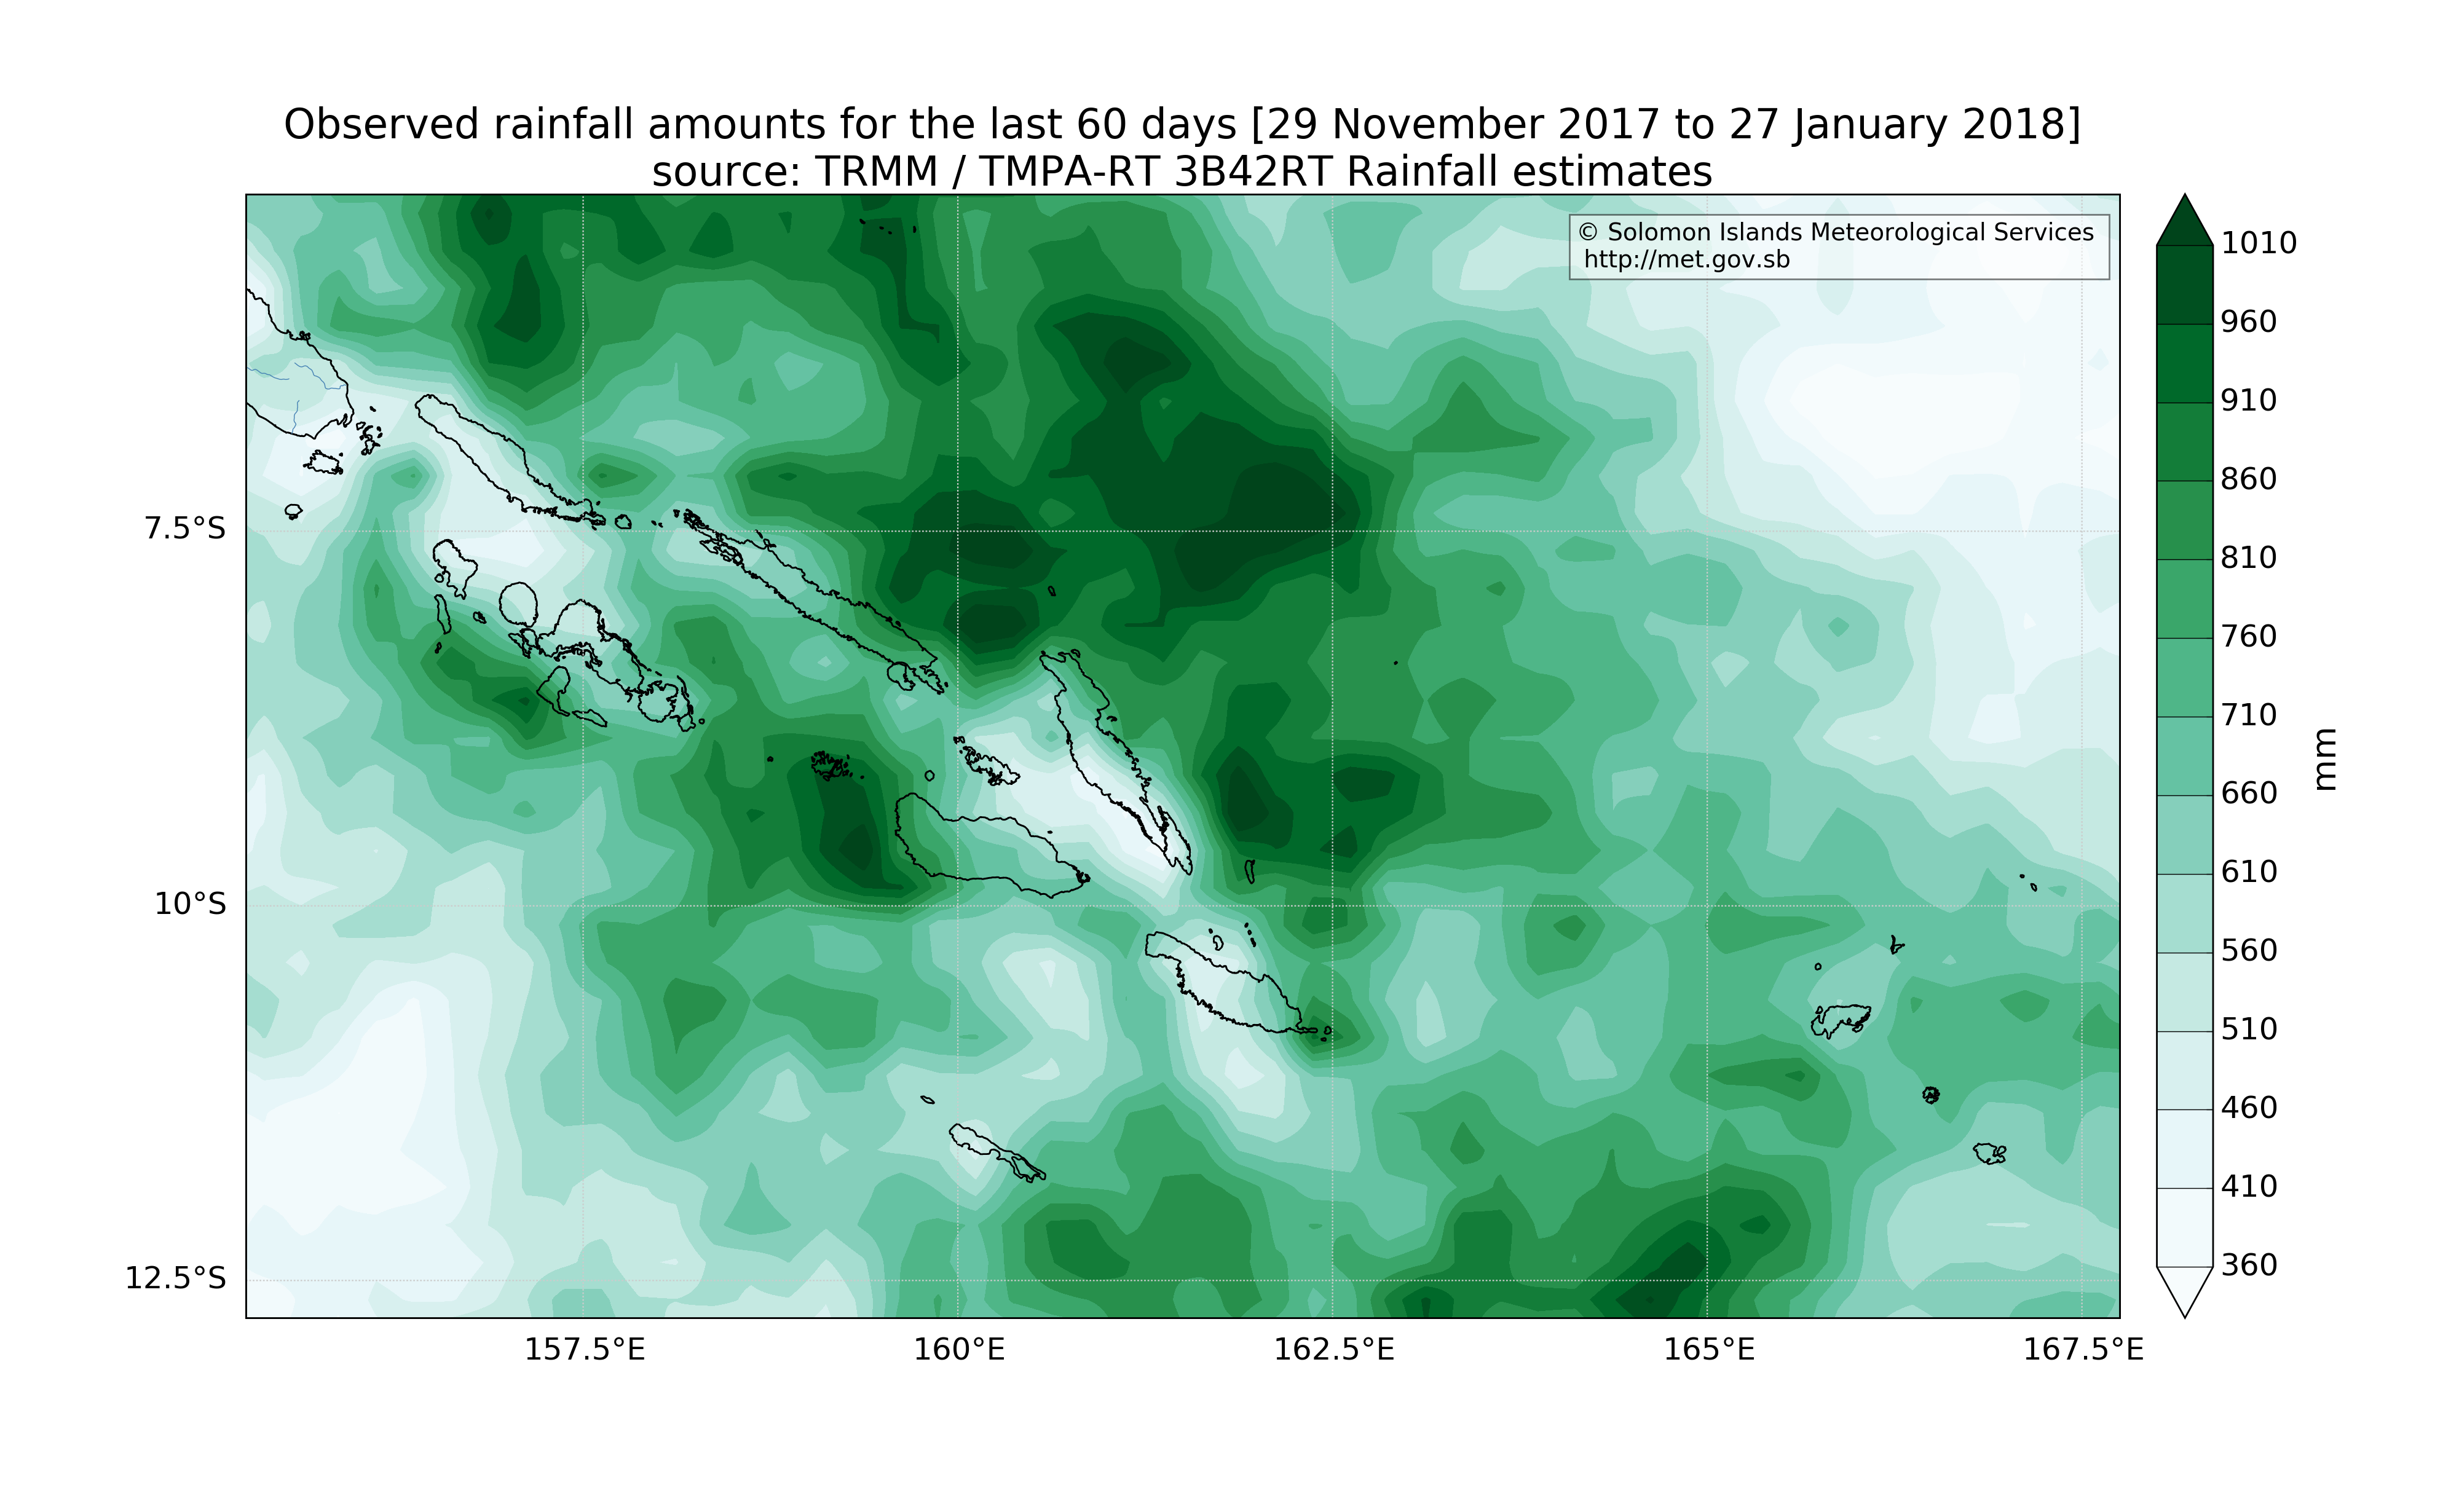 Observed rainfall amounts for the last 60 days [29 November 2017 to 27 January 2018]
source: TRMM / TMPA-RT 3B42RT Rainfall estimates
© Solomon Islands Meteorological Services
http://met.gov.sb
7.5°S
10°S
12.5°S
157.5°E
160°E
162.5°E
165°E
167.5°E
1010
960
910
860
810
760
710
660
610
560
510
460
410
360
mm